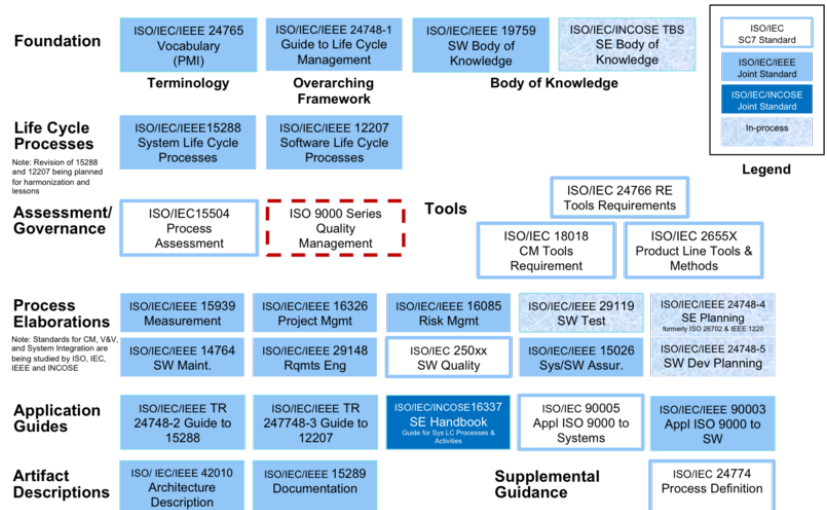 Foundation
ISO/IEC/IEEE 24765
Vocabulary
(PMI)
Terminology
ISO/IEC/IEEE 24748-1
Guide to Life Cycle
Management
Overarching
Framework
ISO/IEC/IEEE 19759
SW Body of
Knowledge
ISO/IEC/INCOSE TBS
SE Body of
Knowledge
Body of Knowledge
ISO/IEC
SC7 Standard
ISO/IEC/IEEE
Joint Standard
ISO/IEC/INCOSE
Joint Standard
In-process
Legend
Life Cycle
Processes
Note: Revision of 15288
and 12207 being planned
for harmonization and
lessons
ISO/IEC/IEEE15288
System Life Cycle
Processes
ISO/IEC/IEEE 12207
Software Life Cycle
Processes
Assessment/
Governance
ISO/IEC15504
Process
Assessment
ISO 9000 Series
Quality
Management
Tools
ISO/IEC 24766 RE
Tools Requirements
ISO/IEC 18018
CM Tools
Requirement
ISO/IEC 2655X
Product Line Tools &
Methods
Process
Elaborations
Note: Standards for CM, V&V,
and System Integration are
being studied by ISO, IEC,
IEEE and INCOSE
ISO/IEC/IEEE 15939
Measurement
ISO/IEC/IEEE 16326
Project Mgmt
ISO/IEC/IEEE 16085
Risk Mgmt
ISO/IEC/IEEE 29119
SW Test
ISO/IEC/IEEE 24748-4
SE Planning
formerly ISO 26702 & IEEE 1220
ISO/IEC/IEEE 14764
SW Maint.
ISO/IEC/IEEE 29148
Rqmts Eng
ISO/IEC 250xx
SW Quality
ISO/IEC/IEEE 15026
Sys/SW Assur.
ISO/IEC/IEEE 24748-5
SW Dev Planning
Application
Guides
ISO/IEC/IEEE TR
24748-2 Guide to
15288
ISO/IEC/IEEE TR
247748-3 Guide to
12207
ISO/IEC/INCOSE16337
SE Handbook
Guide for Sys LC Processes &
Activities
ISO/IEC 90005
Appl ISO 9000 to
Systems
ISO/IEC/IEEE 90003
Appl ISO 9000 to
SW
Artifact
Descriptions
ISO/ IEC/IEEE 42010
Architecture
Description
ISO/IEC/IEEE 15289
Documentation
Supplemental
Guidance
ISO/IEC 24774
Process Definition